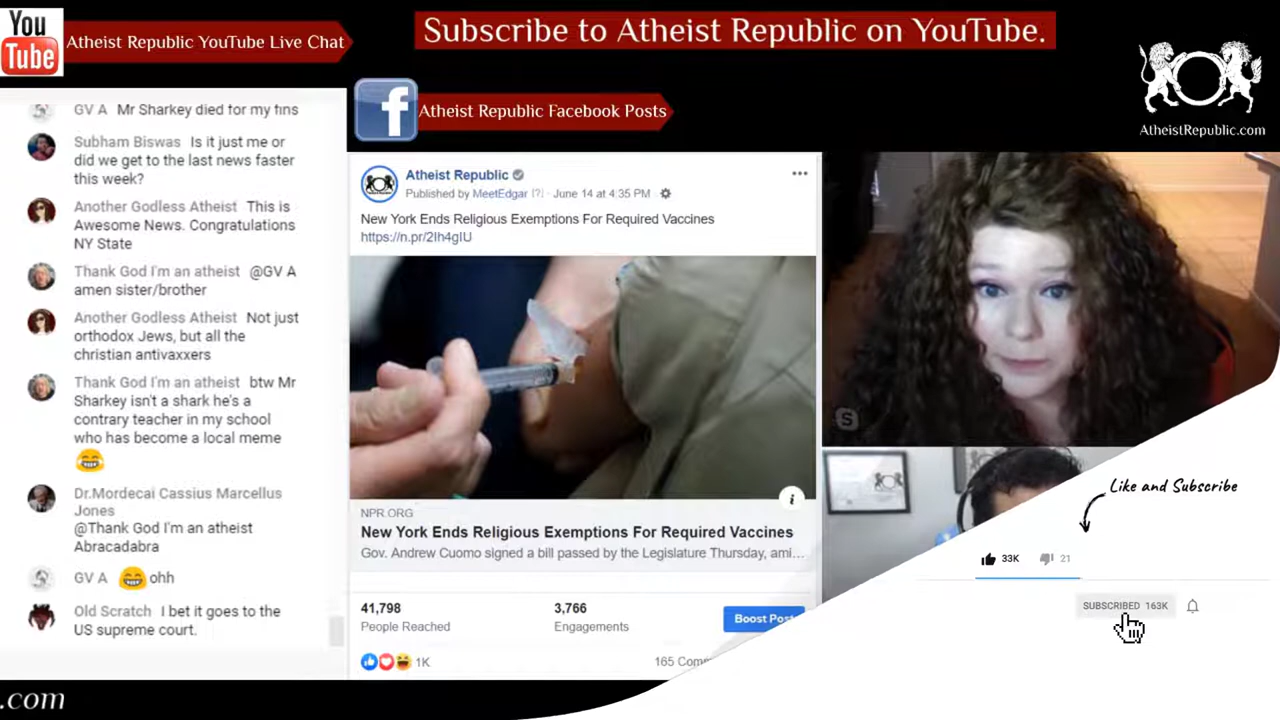 You
Tube
Atheist Republic YouTube Live Chat
Subscribe to Atheist Republic on YouTube.
AtheistRepublic.com
f
Atheist Republic Facebook Posts
GV A Mr Sharkey died for my fins
Subham Biswas Is it just me or
did we get to the last news faster
this week?
Another Godless Atheist This is
Awesome News. Congratulations
NY State
Thank God I'm an atheist @GV A
amen sister/brother
Another Godless Atheist Not just
orthodox Jews, but all the
christian antivaxxers
Thank God I'm an atheist btw Mr
Sharkey isn't a shark he's a
contrary teacher in my school
who has become a local meme
😂
Dr.Mordecai Cassius Marcellus
Jones
@Thank God I'm an atheist
Abracadabra
GV A 😂 ohh
Old Scratch I bet it goes to the
US supreme court.
Atheist Republic
Published by MeetEdgar [?] · June 14 at 4:35 PM ·
New York Ends Religious Exemptions For Required Vaccines
https://n.pr/2Ih4gIU
NPR.ORG
New York Ends Religious Exemptions For Required Vaccines
Gov. Andrew Cuomo signed a bill passed by the Legislature Thursday, ami...
41,798
People Reached
3,766
Engagements
Boost Post
1K
165 Comm
Like and Subscribe
33K
21
SUBSCRIBED 163K
.com